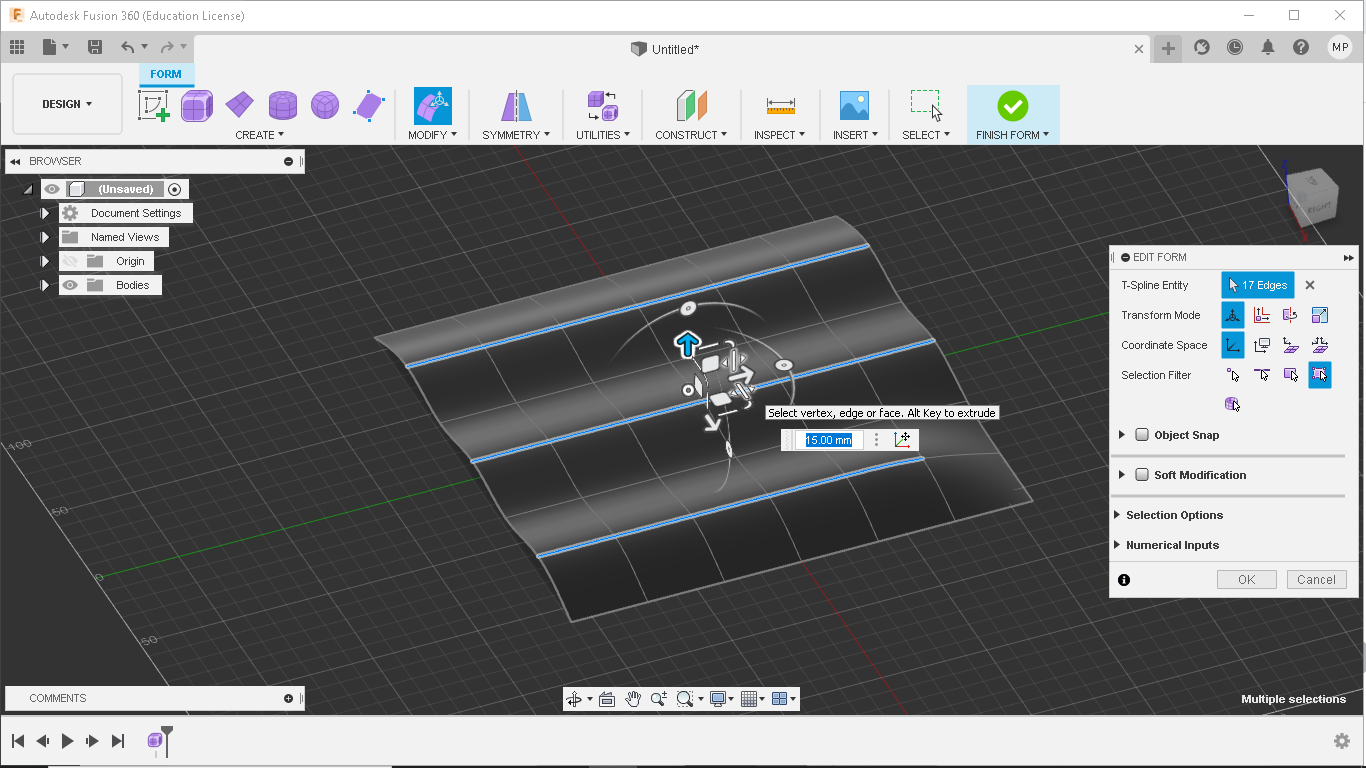 Autodesk Fusion 360 (Education License)
Untitled*
MP
FORM
DESIGN
CREATE
MODIFY
SYMMETRY
UTILITIES
CONSTRUCT
INSPECT
INSERT
SELECT
FINISH FORM
BROWSER
(Unsaved)
Document Settings
Named Views
Origin
Bodies
Z
RIGHT
X
EDIT FORM
T-Spline Entity
17 Edges
Transform Mode
Coordinate Space
Selection Filter
Object Snap
Soft Modification
Selection Options
Numerical Inputs
OK
Cancel
Select vertex, edge or face. Alt Key to extrude
15.00 mm
100
50
0
50
COMMENTS
Multiple selections